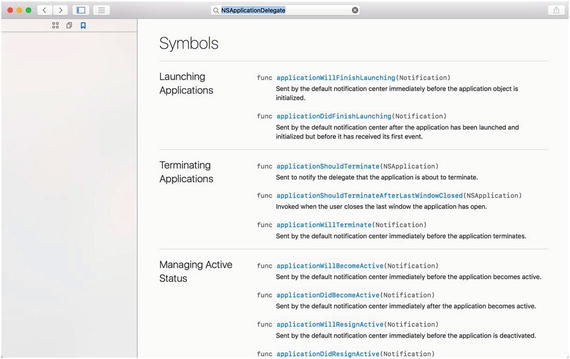 NSApplicationDelegate
Symbols
Launching
Applications
func applicationWillFinishLaunching(Notification)
Sent by the default notification center immediately before the application object is
initialized.
func applicationDidFinishLaunching(Notification)
Sent by the default notification center after the application has been launched and
initialized but before it has received its first event.
Terminating
Applications
func applicationShouldTerminate(NSApplication)
Sent to notify the delegate that the application is about to terminate.
func applicationShouldTerminateAfterLastWindowClosed(NSApplication)
Invoked when the user closes the last window the application has open.
func applicationWillTerminate(Notification)
Sent by the default notification center immediately before the application terminates.
Managing Active
Status
func applicationWillBecomeActive(Notification)
Sent by the default notification center immediately before the application becomes active.
func applicationDidBecomeActive(Notification)
Sent by the default notification center immediately after the application becomes active.
func applicationWillResignActive(Notification)
Sent by the default notification center immediately before the application is deactivated.
func applicationDidResignActive(Notification)